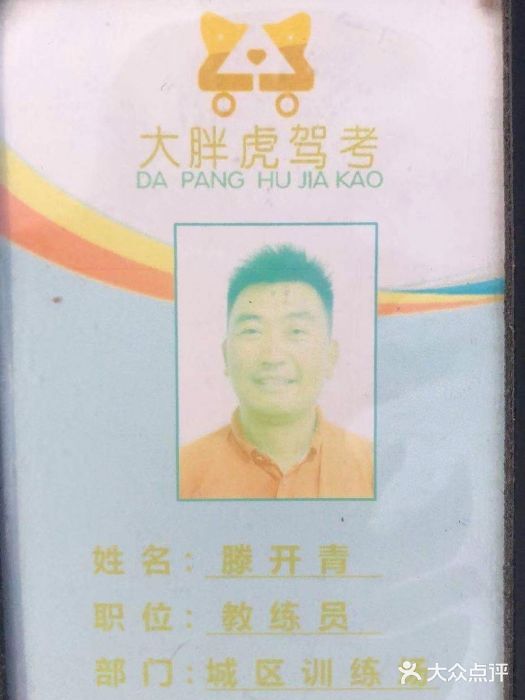 大胖虎驾考
DA PANG HU JIA KAO
姓名：滕开青
职位：教练员
部门：城区训练场
大众点评